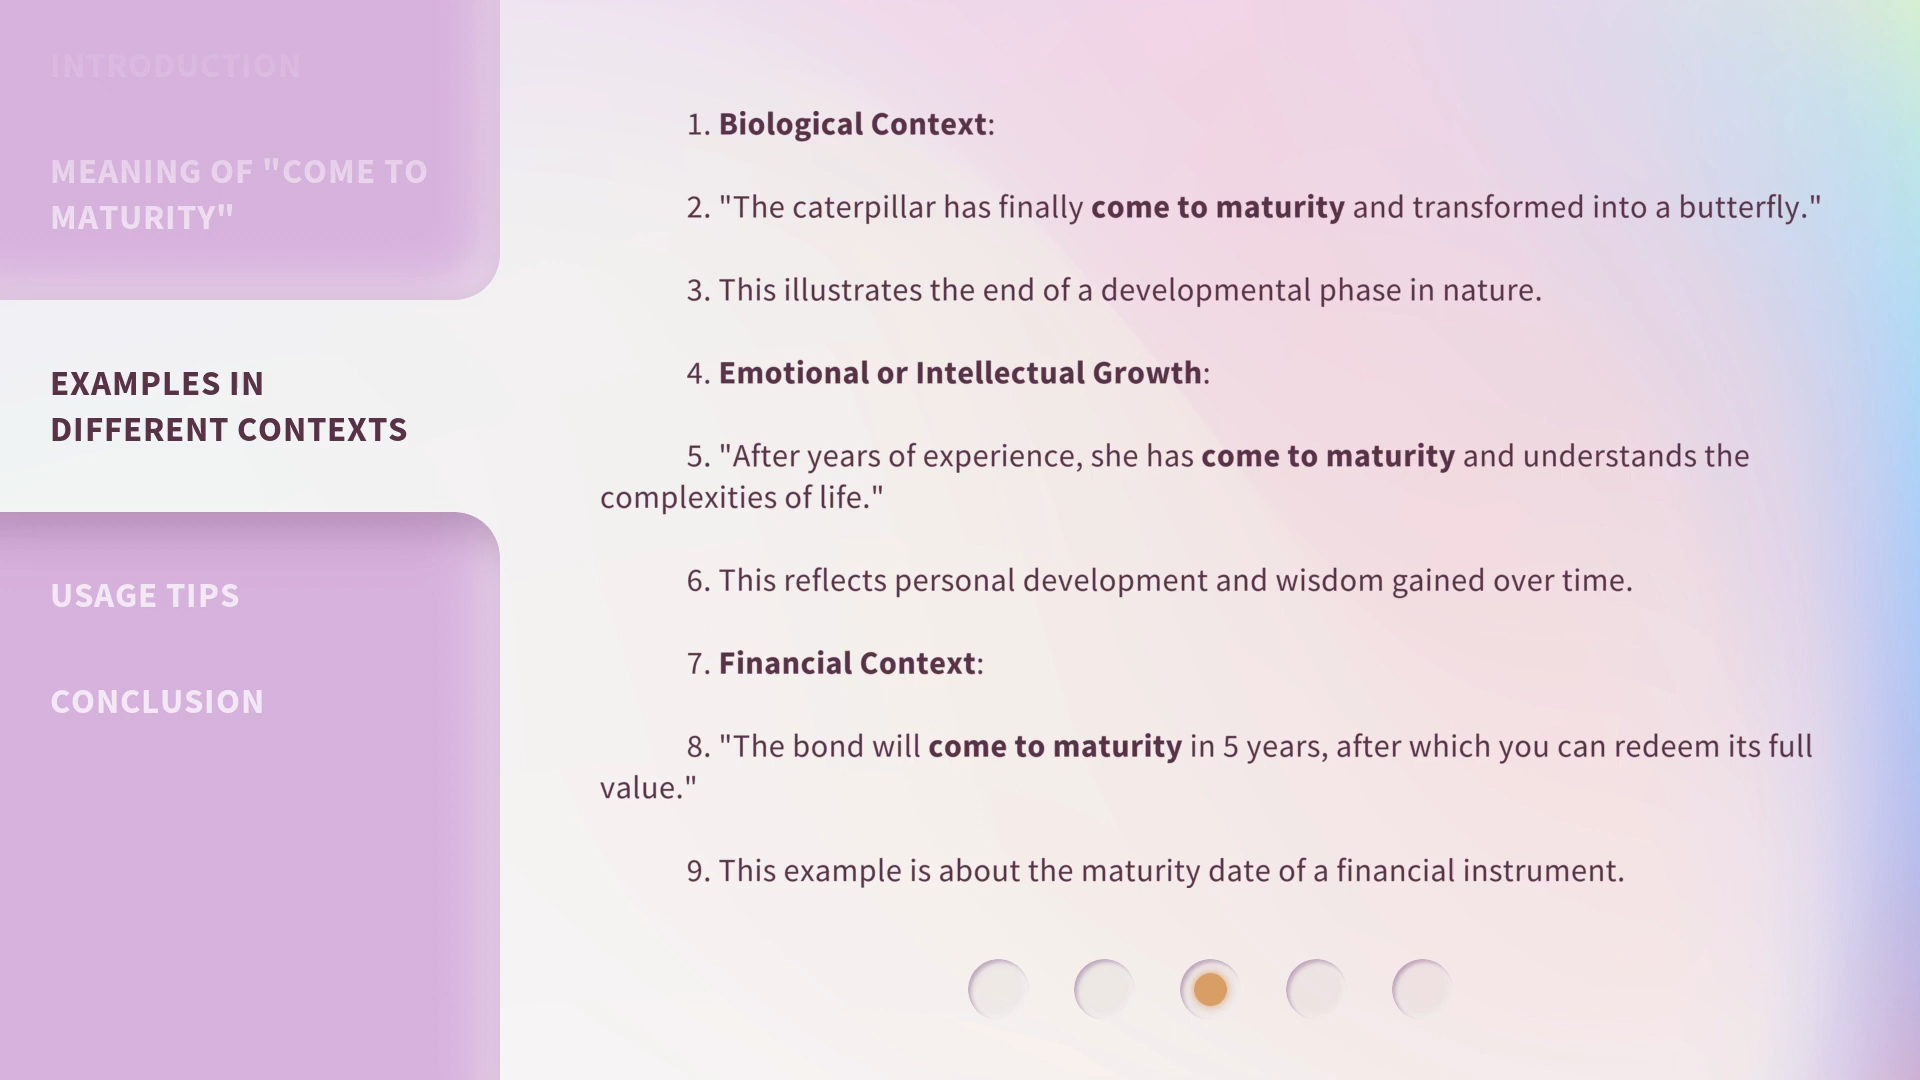 INTRODUCTION
MEANING OF "COME TO
MATURITY"
EXAMPLES IN
DIFFERENT CONTEXTS
USAGE TIPS
CONCLUSION
1. Biological Context:
2. "The caterpillar has finally come to maturity and transformed into a butterfly."
3. This illustrates the end of a developmental phase in nature.
4. Emotional or Intellectual Growth:
5. "After years of experience, she has come to maturity and understands the
complexities of life."
6. This reflects personal development and wisdom gained over time.
7. Financial Context:
8. "The bond will come to maturity in 5 years, after which you can redeem its full
value."
9. This example is about the maturity date of a financial instrument.